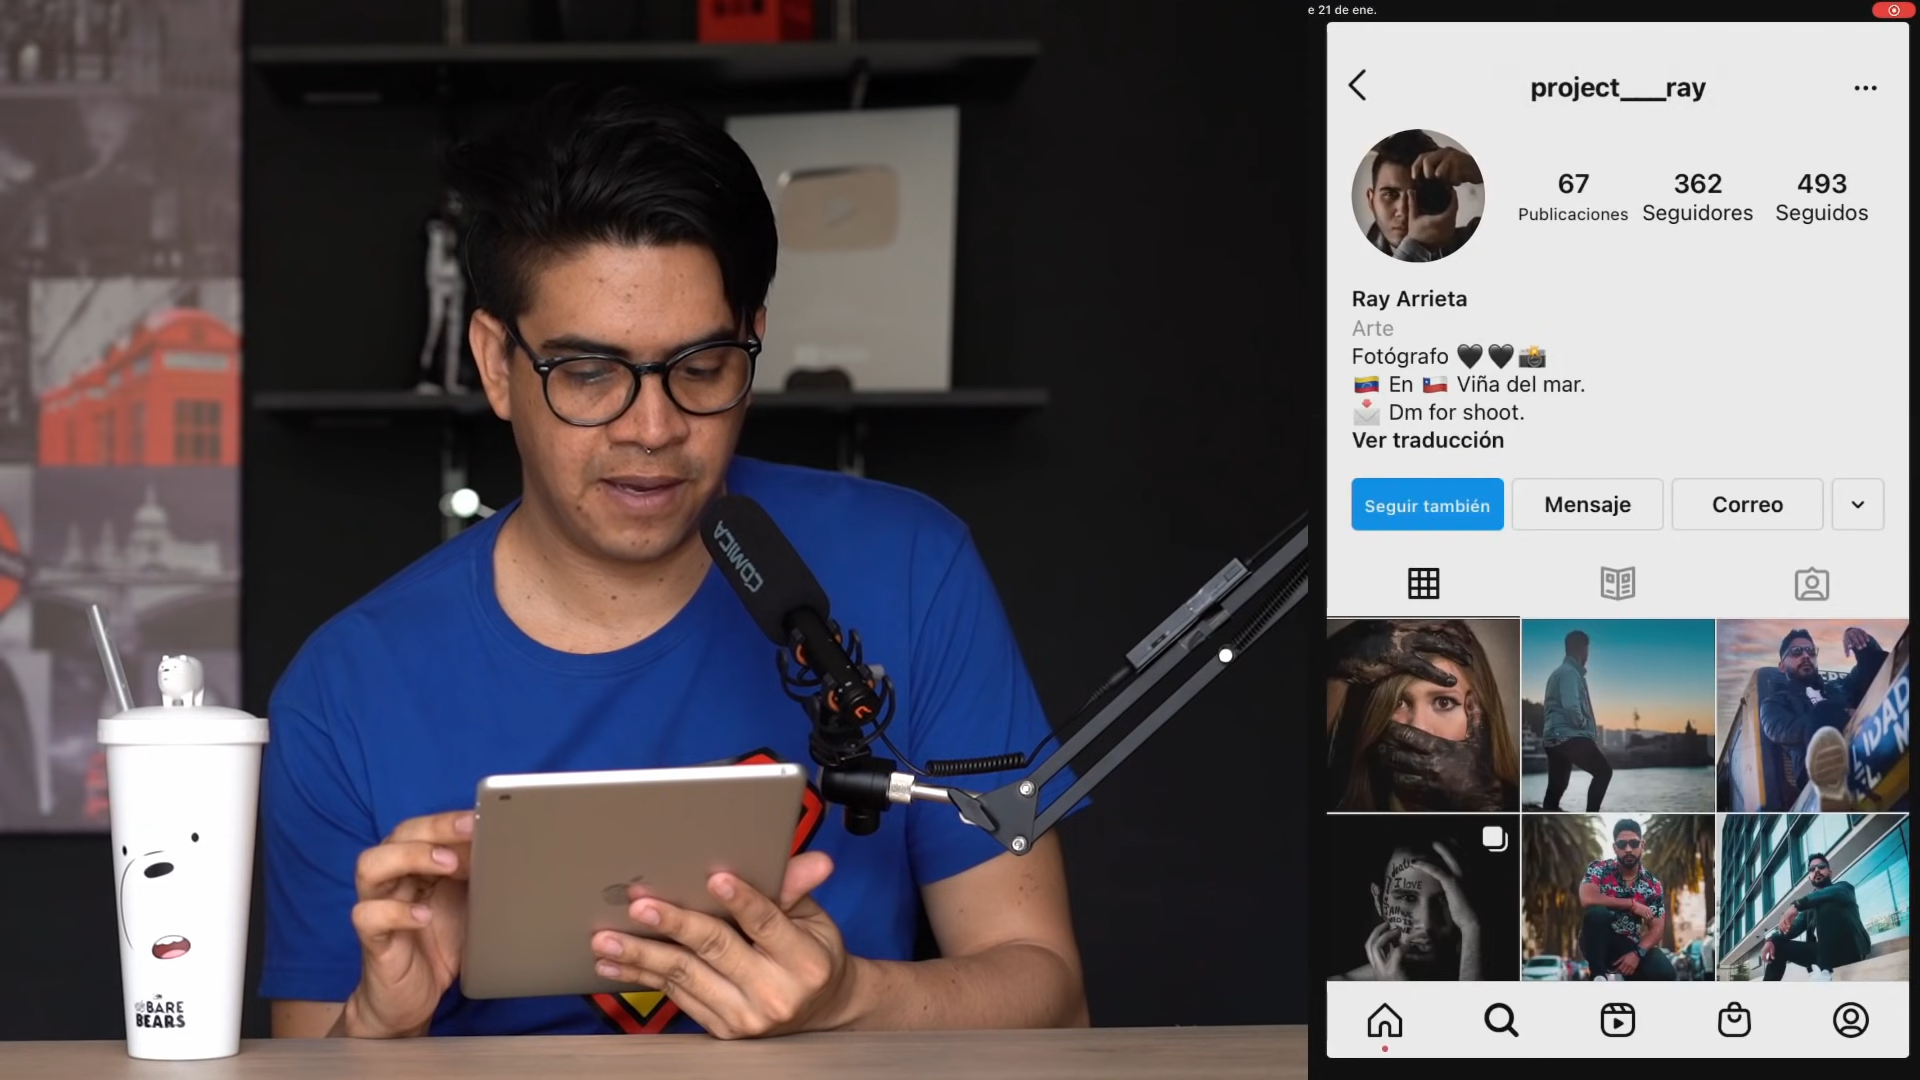 e 21 de ene.
project___ray
67
Publicaciones
362
Seguidores
493
Seguidos
Ray Arrieta
Arte
Fotógrafo 🖤🖤📸
🇻🇪 En 🇨🇱 Viña del mar.
📩 Dm for shoot.
Ver traducción
Seguir también
Mensaje
Correo
COMICA
BARE
BEARS
I love